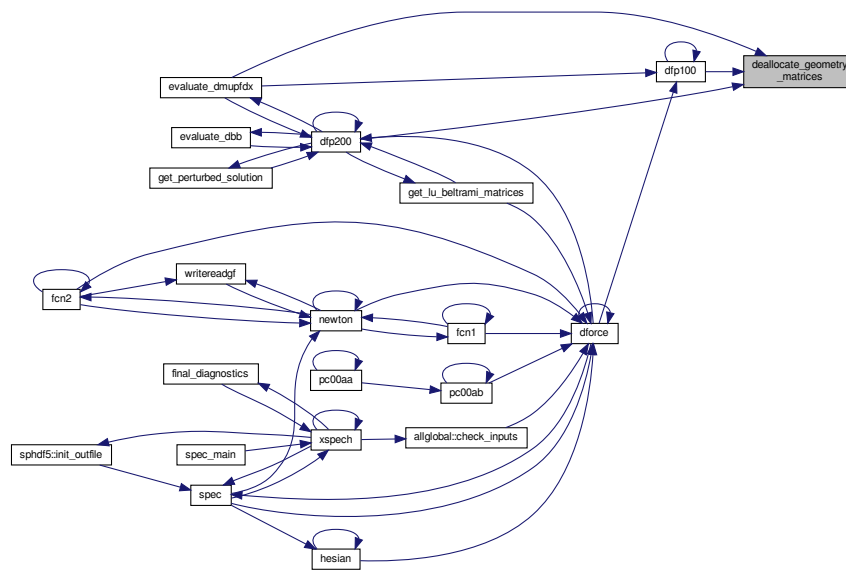 deallocate_geometry
_matrices
dfp100
evaluate_dmupfdx
evaluate_dbb
dfp200
get_perturbed_solution
get_lu_beltrami_matrices
writereadgf
fcn2
newton
fcn1
dforce
final_diagnostics
pc00aa
pc00ab
allglobal::check_inputs
xspech
sphdf5::init_outfile
spec_main
spec
hesian